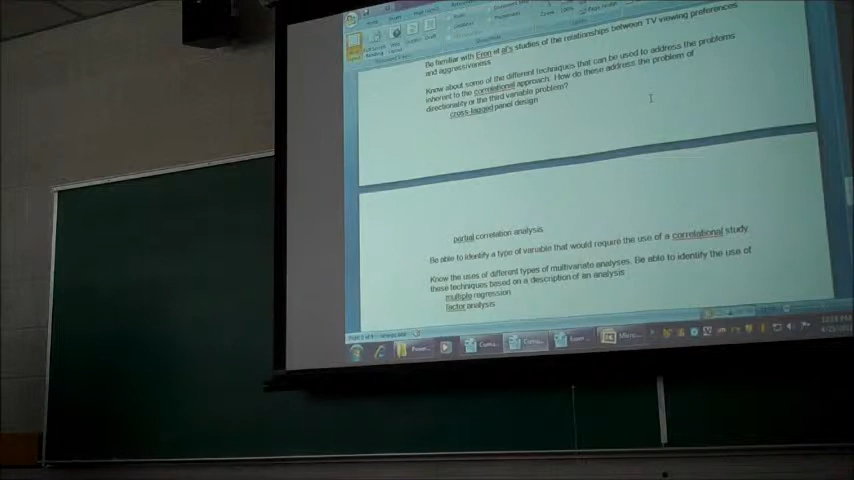 Be familiar with Eron et al's studies of the relationships between TV viewing preferences
and aggressiveness
Know about some of the different techniques that can be used to address the problems
inherent to the correlational approach. How do these address the problem of
directionality or the third variable problem?
cross-lagged panel design
partial correlation analysis
Be able to identify a type of variable that would require the use of a correlational study
Know the uses of different types of multivariate analyses. Be able to identify the use of
these techniques based on a description of an analysis
multiple regression
factor analysis